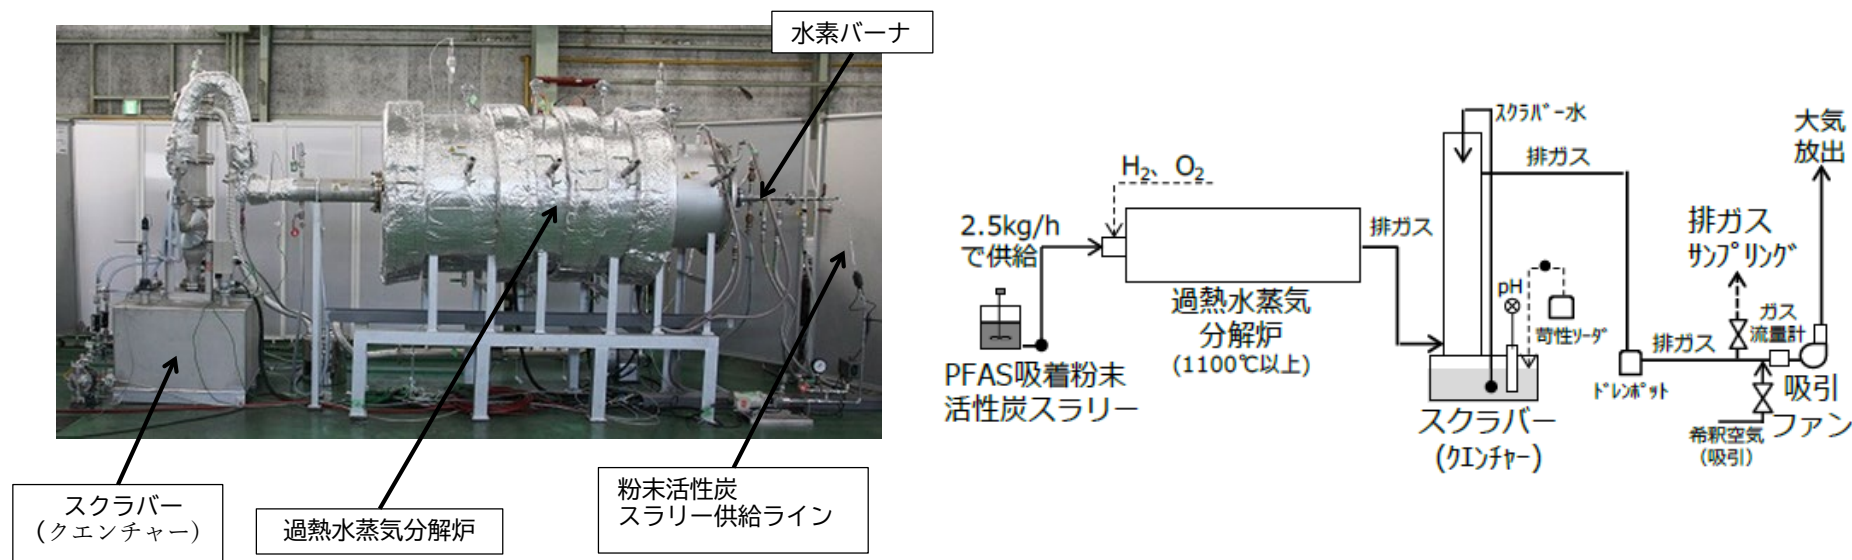 水素バーナ
スクラバー
(クエンチャー)
過熱水蒸気分解炉
粉末活性炭
スラリー供給ライン
H₂、O₂
2.5kg/h
で供給
PFAS吸着粉末
活性炭スラリー
過熱水蒸気
分解炉
(1100℃以上)
排ガス
ｽｸﾗﾊﾞｰ水
排ガス
pH
苛性ｿｰﾀﾞ
スクラバー
(ｸｴﾝﾁｬｰ)
ﾄﾞﾚﾝﾎﾟｯﾄ
排ガス
排ガス
ｻﾝﾌﾟﾘﾝｸﾞ
ガス
流量計
大気
放出
吸引
ファン
希釈空気
(吸引)